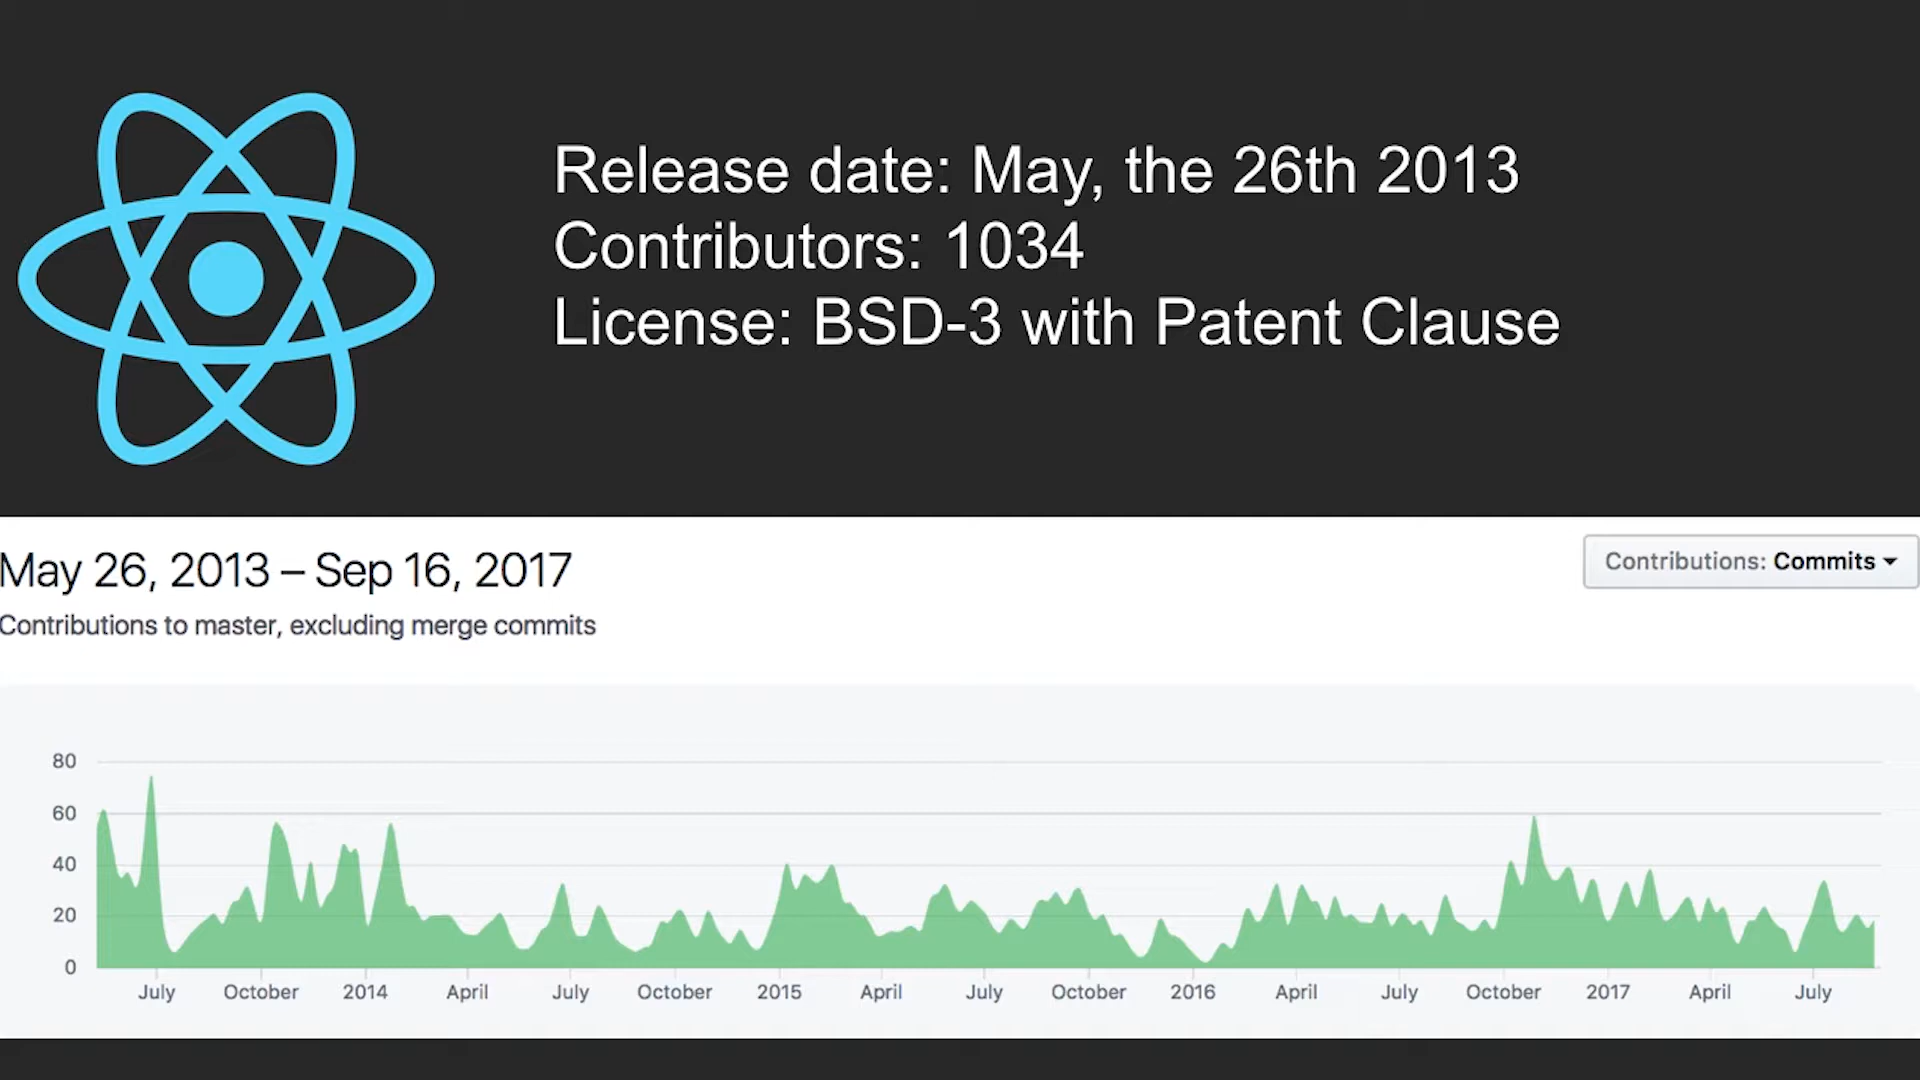 Release date: May, the 26th 2013
Contributors: 1034
License: BSD-3 with Patent Clause
May 26, 2013 – Sep 16, 2017
Contributions: Commits
Contributions to master, excluding merge commits
80
60
40
20
0
July October 2014 April July October 2015 April July October 2016 April July October 2017 April July